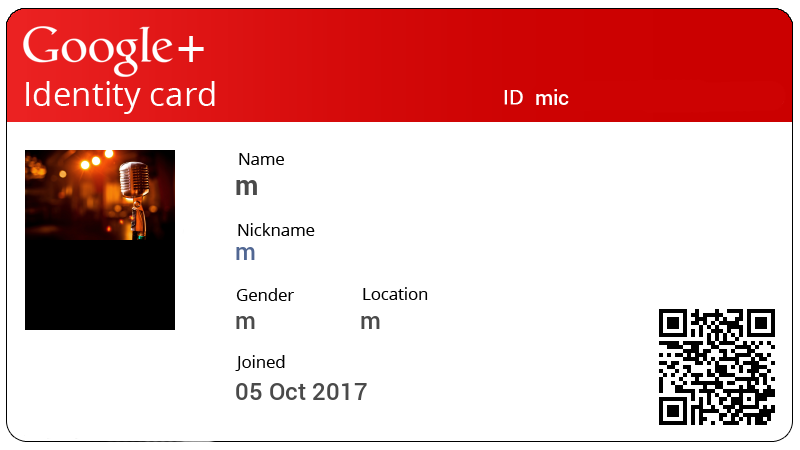 Google+
Identity card
ID mic
Name
m
Nickname
m
Gender Location
m m
Joined
05 Oct 2017